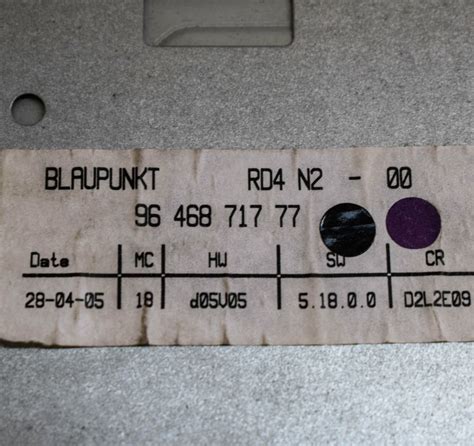 BLAUPUNKT RD4 N2 - 00
96 468 717 77
Date MC HW SW CR
28-04-05 18 d05V05 5.18.0.0 D2L2E09